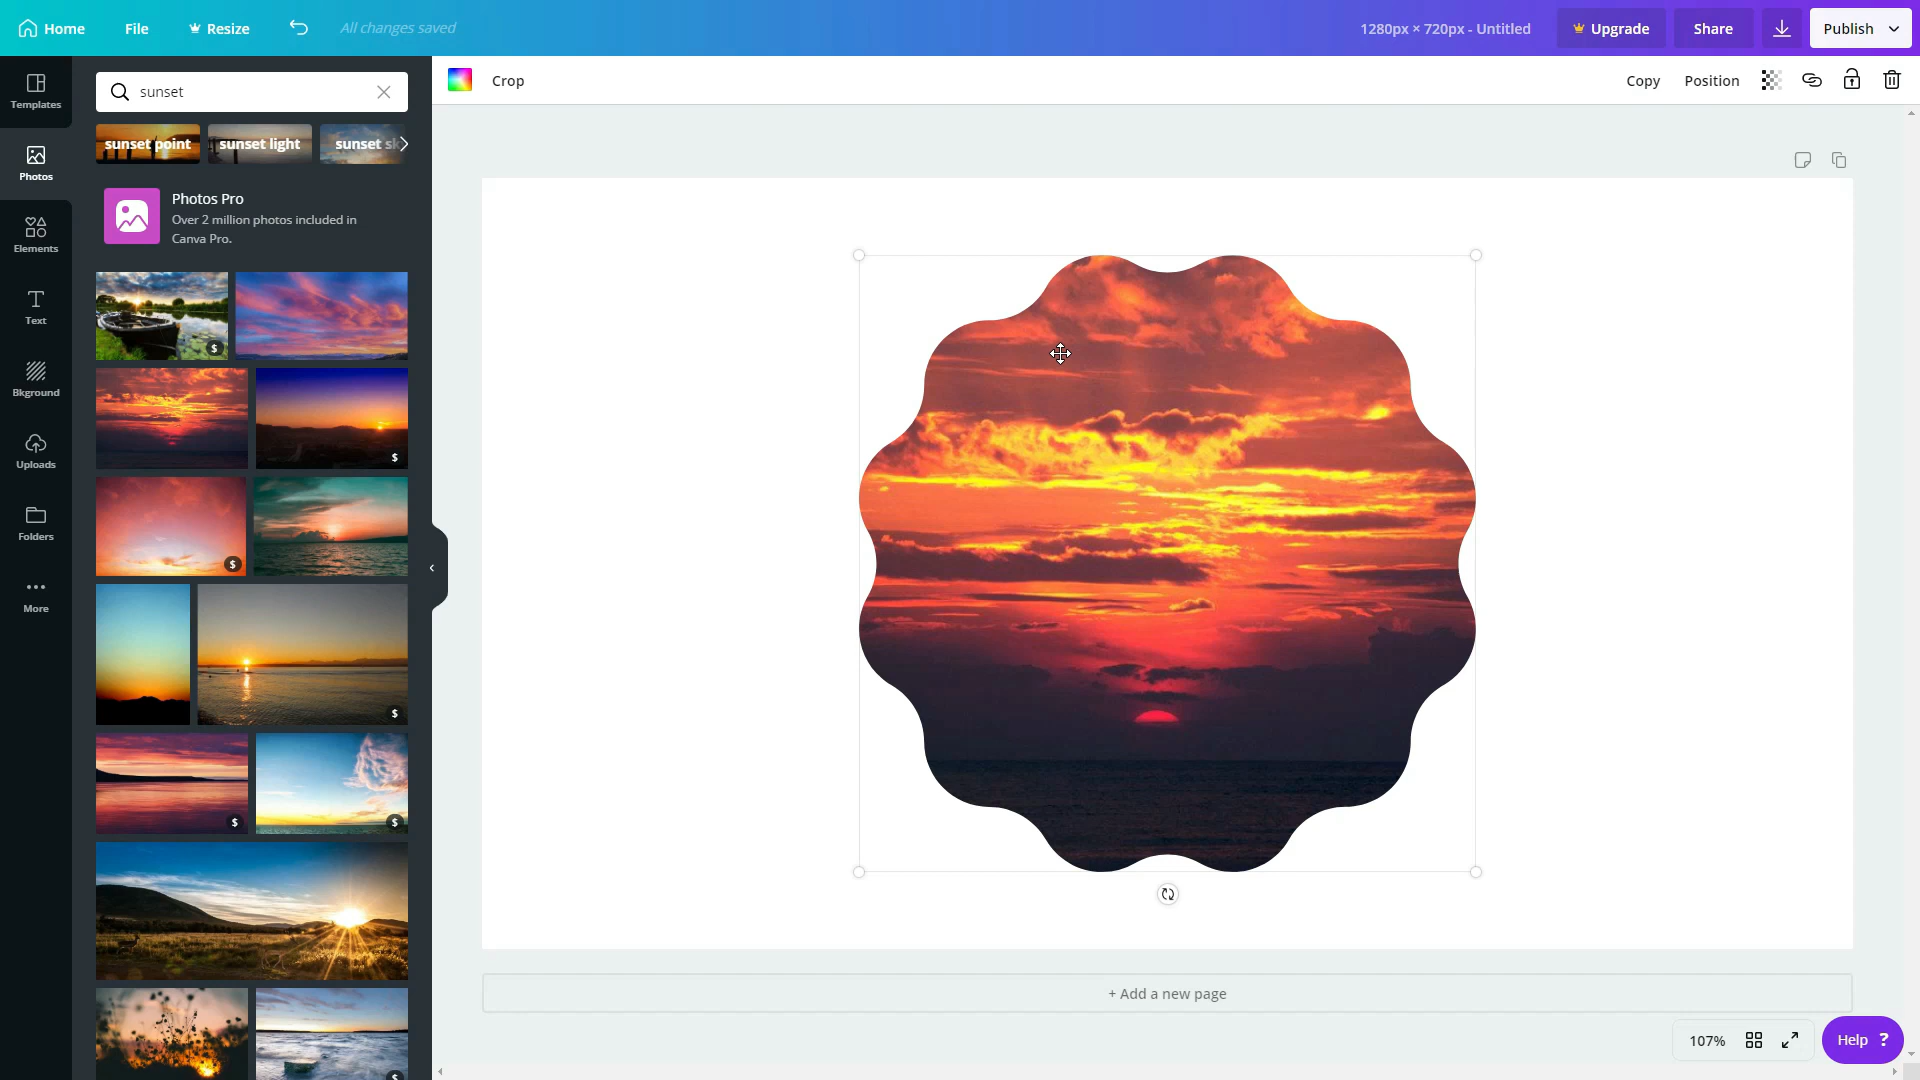 Home
File
Resize
All changes saved
1280px × 720px - Untitled
Upgrade
Share
Publish
Templates
Photos
Elements
Text
Bkground
Uploads
Folders
More
sunset
sunset point
sunset light
sunset sk
Photos Pro
Over 2 million photos included in
Canva Pro.
$
$
$
$
$
$
$
Crop
Copy
Position
+ Add a new page
107%
Help ?